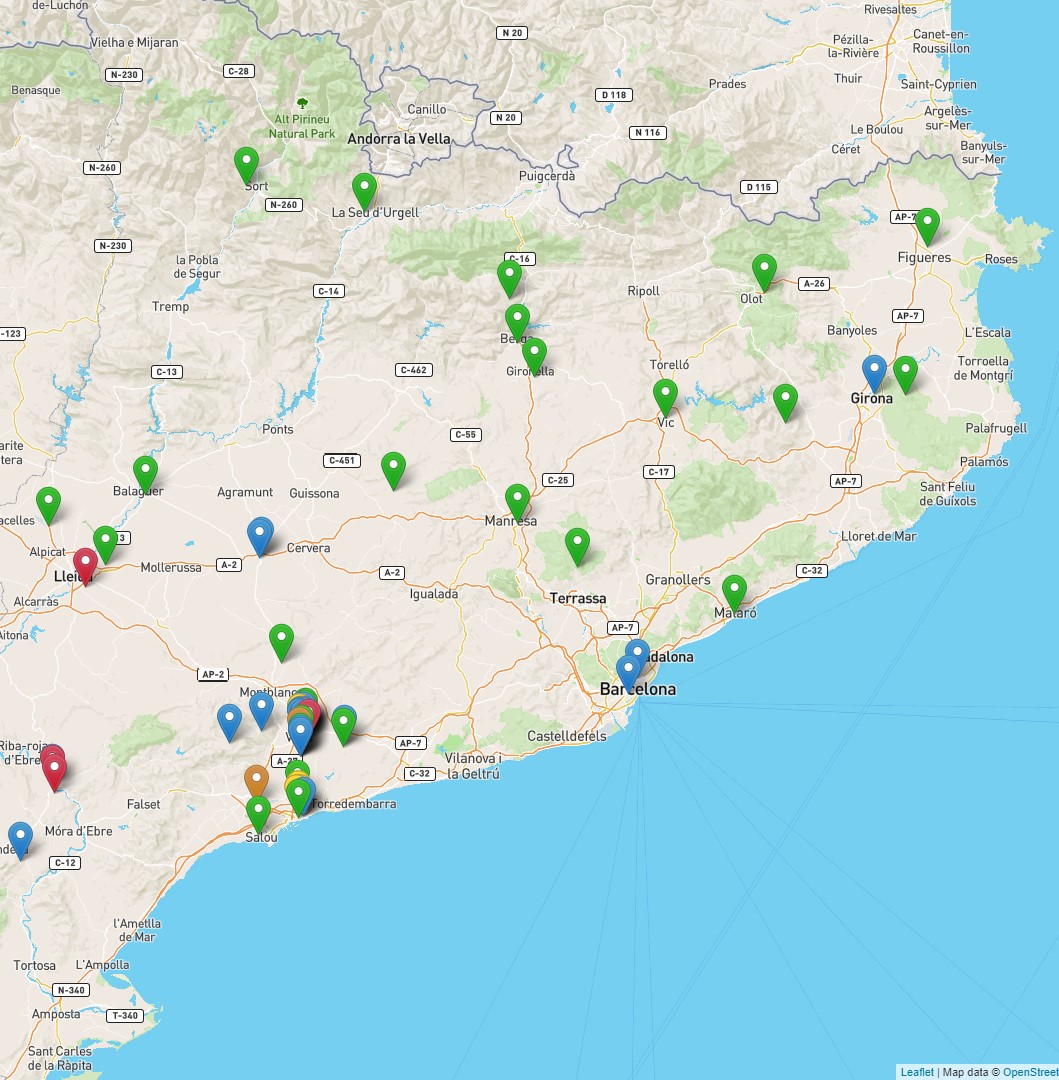 de-Luchon
Rivesaltes
N 20
Vielha e Mijaran
Pézilla-
la-Rivière
Canet-en-
Roussillon
C-28
N-230
Thuir
Prades
Saint-Cyprien
Benasque
D 118
Canillo
Alt Pirineu
Natural Park
N 20
Argelès-
sur-Mer
Andorra la Vella
N 116
Le Boulou
Céret
Banyuls-
sur-Mer
N-260
Puigcerdà
Sort
D 115
N-260
La Seu d'Urgell
AP-7
N-230
Figueres
Roses
la Pobla
de Segur
C-16
C-14
Ripoll
Olot
A-26
Tremp
AP-7
-123
Banyoles
L'Escala
Berga
C-13
C-462
Gironella
Torelló
Torroella
de Montgrí
Girona
Vic
Palafrugell
Ponts
C-55
C-451
C-17
Palamós
C-25
AP-7
Balaguer
Agramunt
Guissona
Sant Feliu
de Guíxols
acelles
Manresa
Lloret de Mar
13
Alpicat
Cervera
Mollerussa
A-2
A-2
C-32
Lleida
Granollers
Igualada
Terrassa
Alcarràs
Mataró
AP-7
Aitona
adalona
AP-2
Barcelona
Montblanc
Castelldefels
AP-7
Riba-roja
d'Ebre
A-27
Vilanova i
la Geltrú
C-32
Falset
Torredembarra
Móra d'Ebre
Salou
C-12
l'Ametlla
de Mar
Tortosa
L'Ampolla
N-340
Amposta
T-340
Sant Carles
de la Ràpita
Leaflet | Map data © OpenStreet